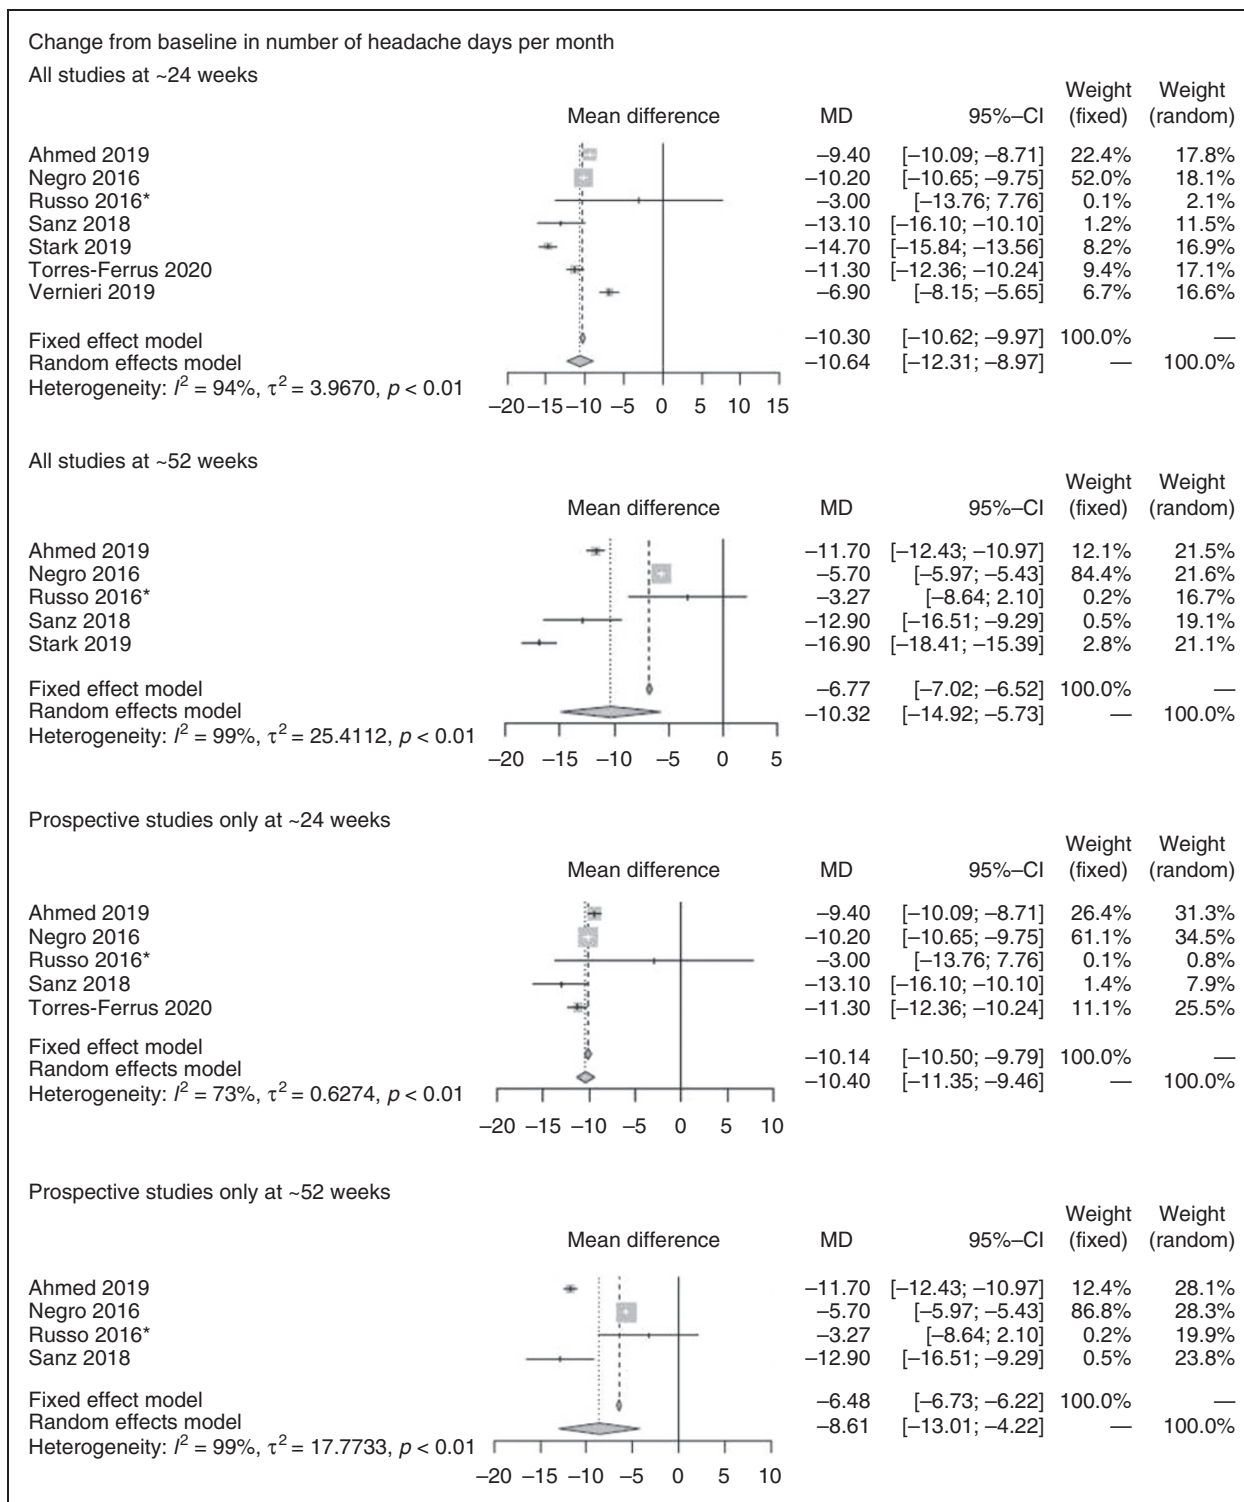 Change from baseline in number of headache days per month
All studies at ~24 weeks
Weight Weight
Mean difference MD 95%–CI (fixed) (random)
Ahmed 2019 –9.40 [–10.09; –8.71] 22.4% 17.8%
Negro 2016 –10.20 [–10.65; –9.75] 52.0% 18.1%
Russo 2016* –3.00 [–13.76; 7.76] 0.1% 2.1%
Sanz 2018 –13.10 [–16.10; –10.10] 1.2% 11.5%
Stark 2019 –14.70 [–15.84; –13.56] 8.2% 16.9%
Torres-Ferrus 2020 –11.30 [–12.36; –10.24] 9.4% 17.1%
Vernieri 2019 –6.90 [–8.15; –5.65] 6.7% 16.6%
Fixed effect model –10.30 [–10.62; –9.97] 100.0% —
Random effects model –10.64 [–12.31; –8.97] — 100.0%
Heterogeneity: I² = 94%, τ² = 3.9670, p < 0.01
–20 –15 –10 –5 0 5 10 15
All studies at ~52 weeks
Weight Weight
Mean difference MD 95%–CI (fixed) (random)
Ahmed 2019 –11.70 [–12.43; –10.97] 12.1% 21.5%
Negro 2016 –5.70 [–5.97; –5.43] 84.4% 21.6%
Russo 2016* –3.27 [–8.64; 2.10] 0.2% 16.7%
Sanz 2018 –12.90 [–16.51; –9.29] 0.5% 19.1%
Stark 2019 –16.90 [–18.41; –15.39] 2.8% 21.1%
Fixed effect model –6.77 [–7.02; –6.52] 100.0% —
Random effects model –10.32 [–14.92; –5.73] — 100.0%
Heterogeneity: I² = 99%, τ² = 25.4112, p < 0.01
–20 –15 –10 –5 0 5
Prospective studies only at ~24 weeks
Weight Weight
Mean difference MD 95%–CI (fixed) (random)
Ahmed 2019 –9.40 [–10.09; –8.71] 26.4% 31.3%
Negro 2016 –10.20 [–10.65; –9.75] 61.1% 34.5%
Russo 2016* –3.00 [–13.76; 7.76] 0.1% 0.8%
Sanz 2018 –13.10 [–16.10; –10.10] 1.4% 7.9%
Torres-Ferrus 2020 –11.30 [–12.36; –10.24] 11.1% 25.5%
Fixed effect model –10.14 [–10.50; –9.79] 100.0% —
Random effects model –10.40 [–11.35; –9.46] — 100.0%
Heterogeneity: I² = 73%, τ² = 0.6274, p < 0.01
–20 –15 –10 –5 0 5 10
Prospective studies only at ~52 weeks
Weight Weight
Mean difference MD 95%–CI (fixed) (random)
Ahmed 2019 –11.70 [–12.43; –10.97] 12.4% 28.1%
Negro 2016 –5.70 [–5.97; –5.43] 86.8% 28.3%
Russo 2016* –3.27 [–8.64; 2.10] 0.2% 19.9%
Sanz 2018 –12.90 [–16.51; –9.29] 0.5% 23.8%
Fixed effect model –6.48 [–6.73; –6.22] 100.0% —
Random effects model –8.61 [–13.01; –4.22] — 100.0%
Heterogeneity: I² = 99%, τ² = 17.7733, p < 0.01
–20 –15 –10 –5 0 5 10